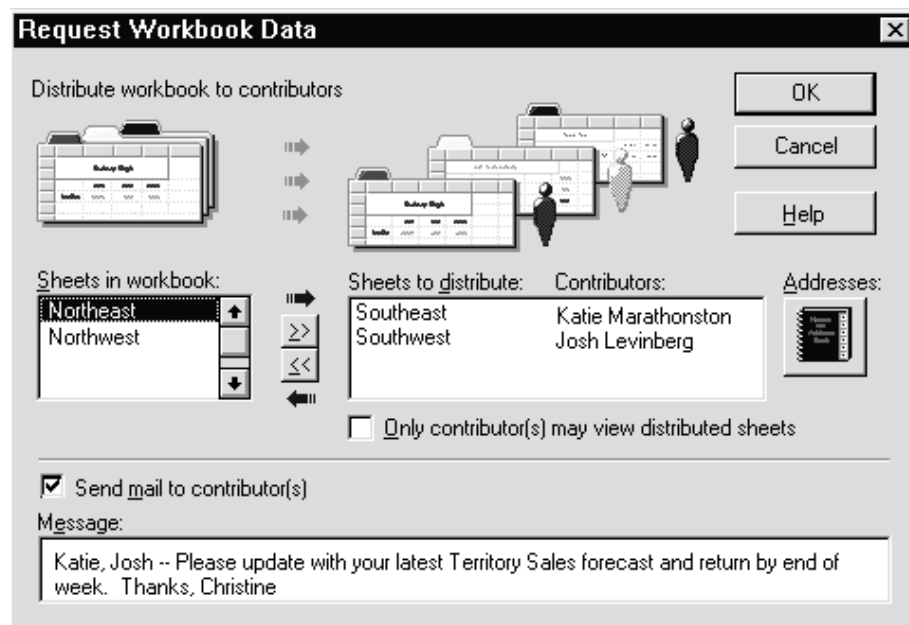 Request Workbook Data
Distribute workbook to contributors
OK
Cancel
Help
Sheets in workbook:
Northeast
Northwest
>>
<<
Sheets to distribute: Contributors:
Southeast Katie Marathonston
Southwest Josh Levinberg
Addresses:
Only contributor(s) may view distributed sheets
Send mail to contributor(s)
Message:
Katie, Josh -- Please update with your latest Territory Sales forecast and return by end of
week. Thanks, Christine